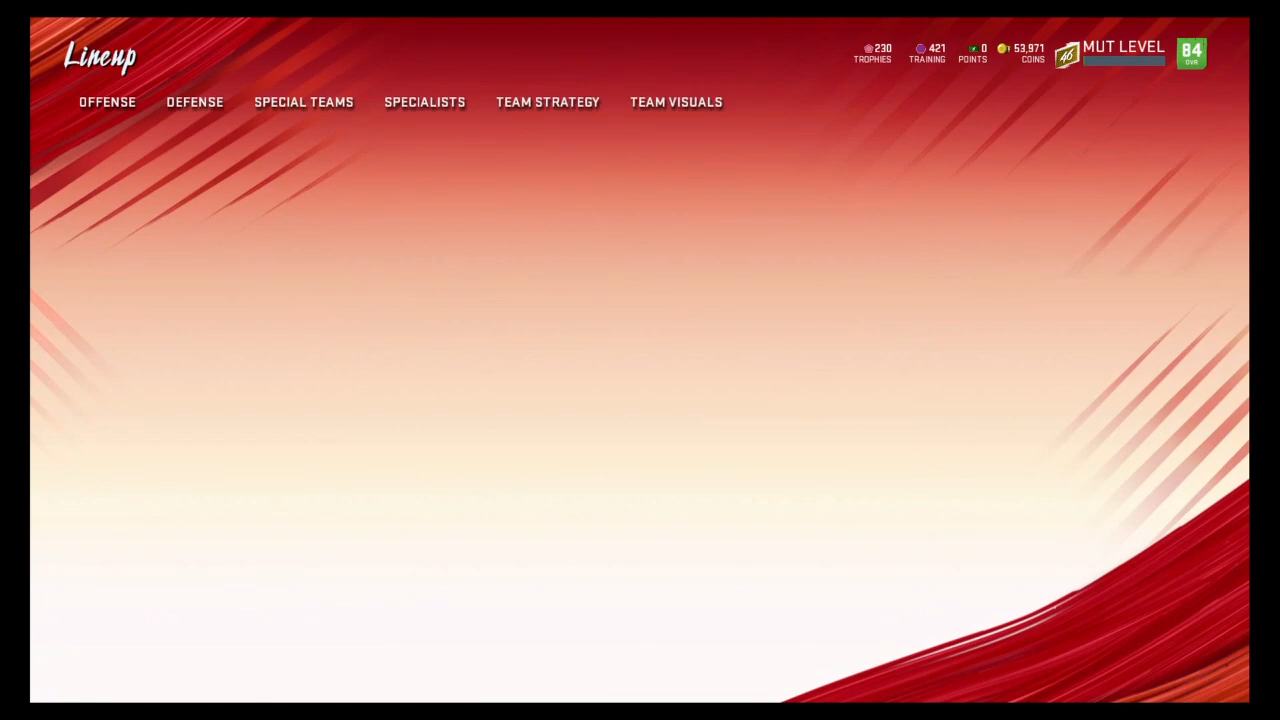 Lineup
230 TROPHIES
421 TRAINING
0 POINTS
53,971 COINS
46
MUT LEVEL
84 OVR
OFFENSE DEFENSE SPECIAL TEAMS SPECIALISTS TEAM STRATEGY TEAM VISUALS